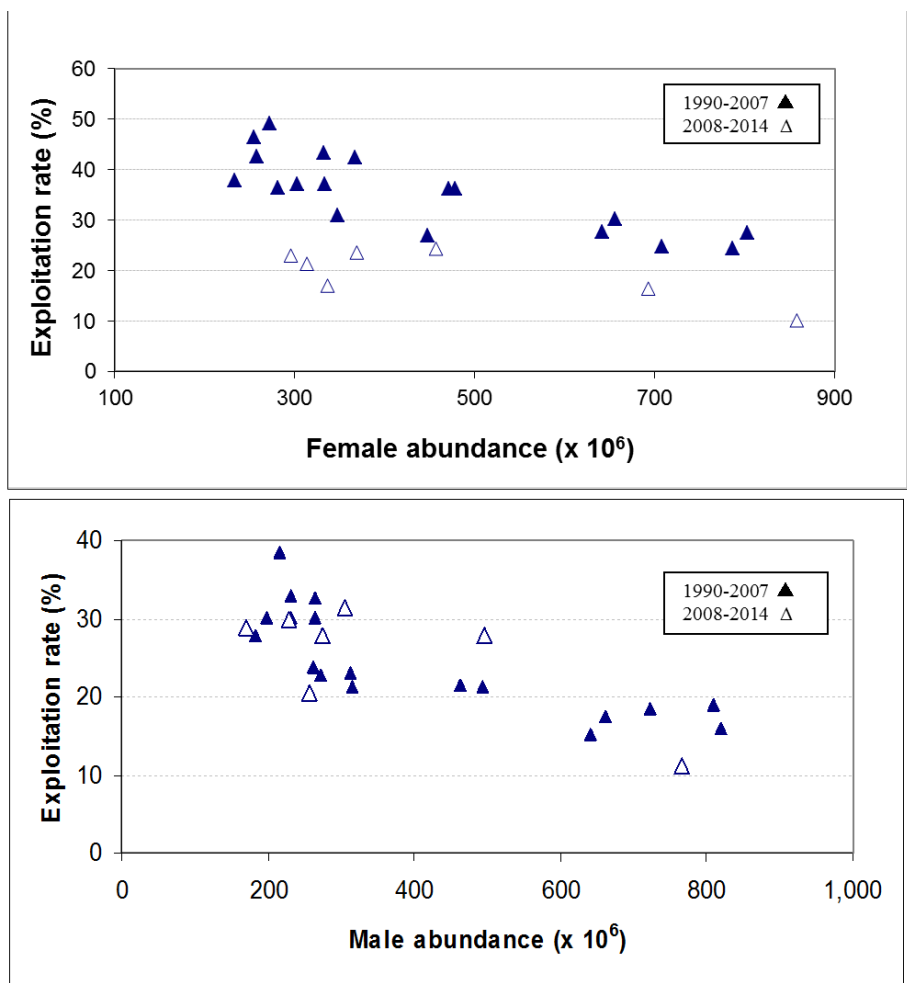 60
50
40
30
20
10
0
Exploitation rate (%)
1990-2007 ▲
2008-2014 Δ
100 300 500 700 900
Female abundance (x 10⁶)
40
30
20
10
0
Exploitation rate (%)
1990-2007 ▲
2008-2014 Δ
0 200 400 600 800 1,000
Male abundance (x 10⁶)